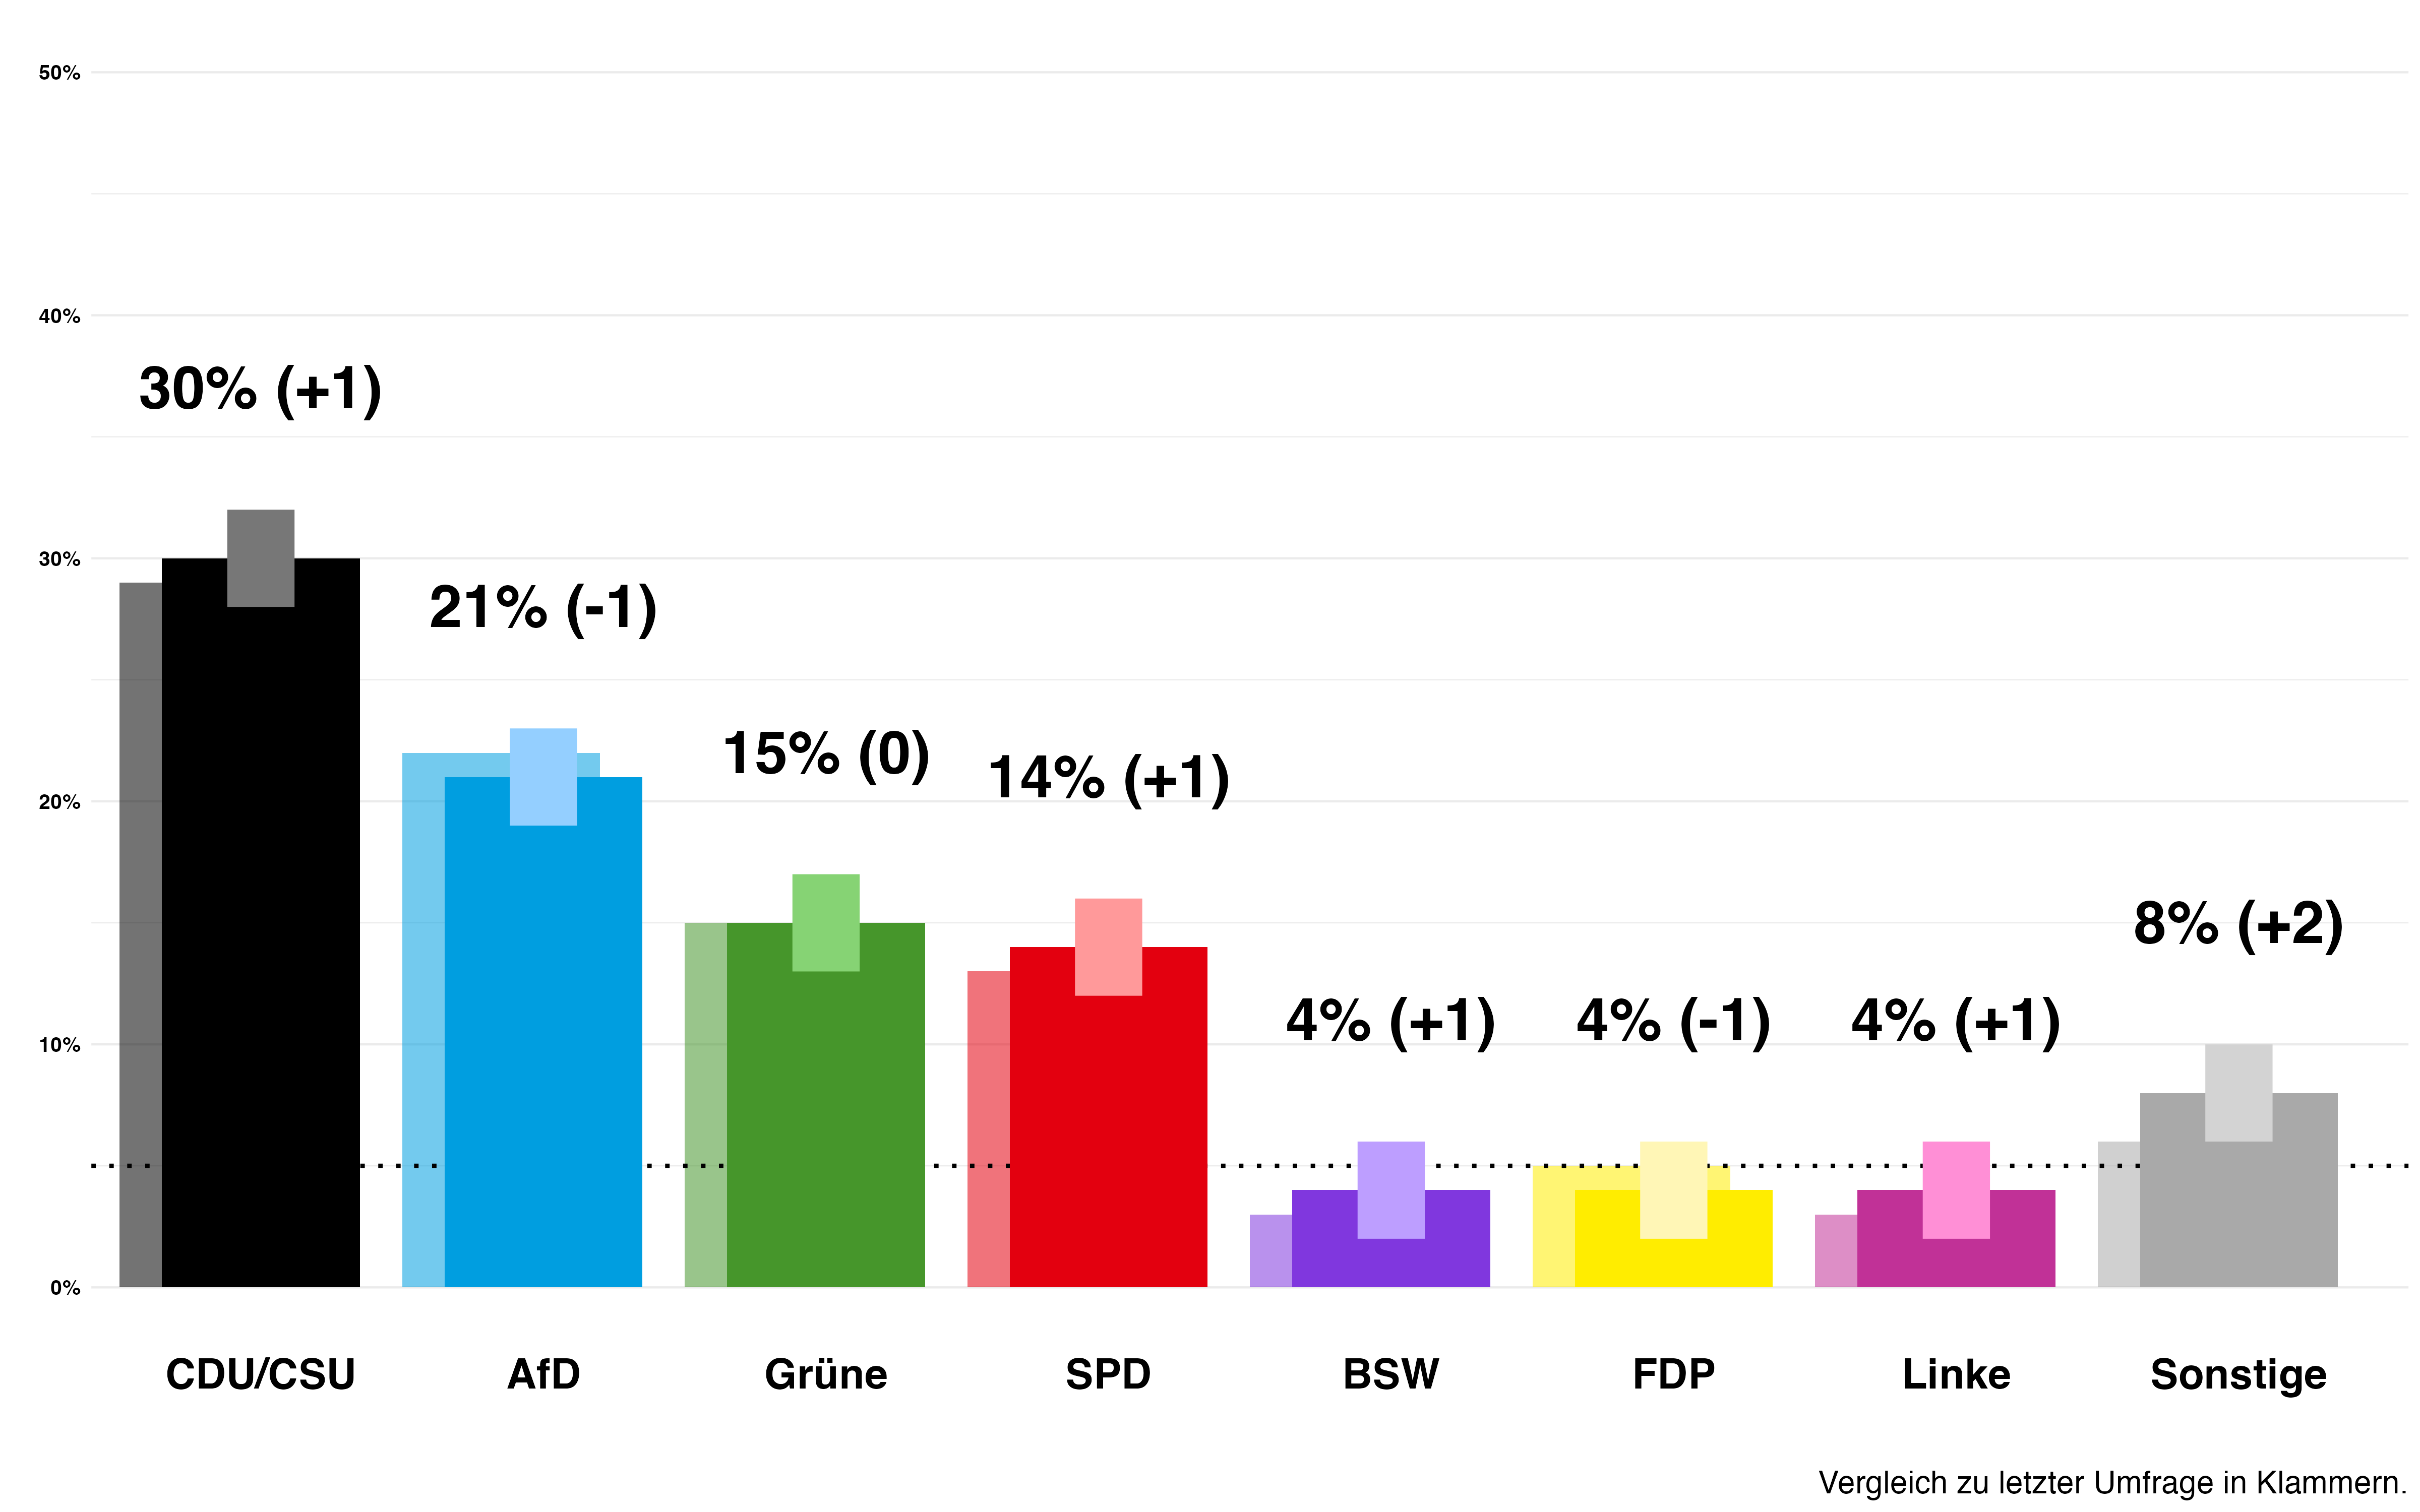 50%
40%
30%
20%
10%
0%
30% (+1)
21% (-1)
15% (0)
14% (+1)
4% (+1)
4% (-1)
4% (+1)
8% (+2)
CDU/CSU
AfD
Grüne
SPD
BSW
FDP
Linke
Sonstige
Vergleich zu letzter Umfrage in Klammern.